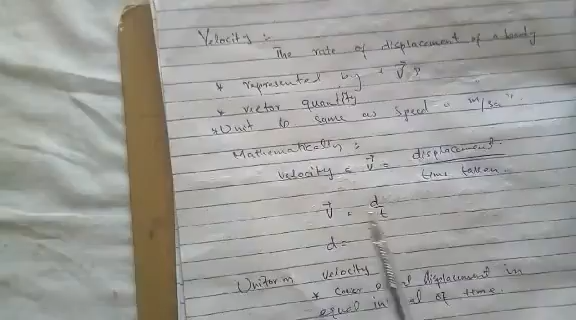 Velocity :
The rate of displacement of a body
* represented by " V⃗ "
* vector quantity
* Unit is same as speed = m/sec
Mathematically :
velocity = V⃗ = displacement / time taken
V⃗ = d/t
d =
Uniform velocity
* Cover displacement in
equal in of time.